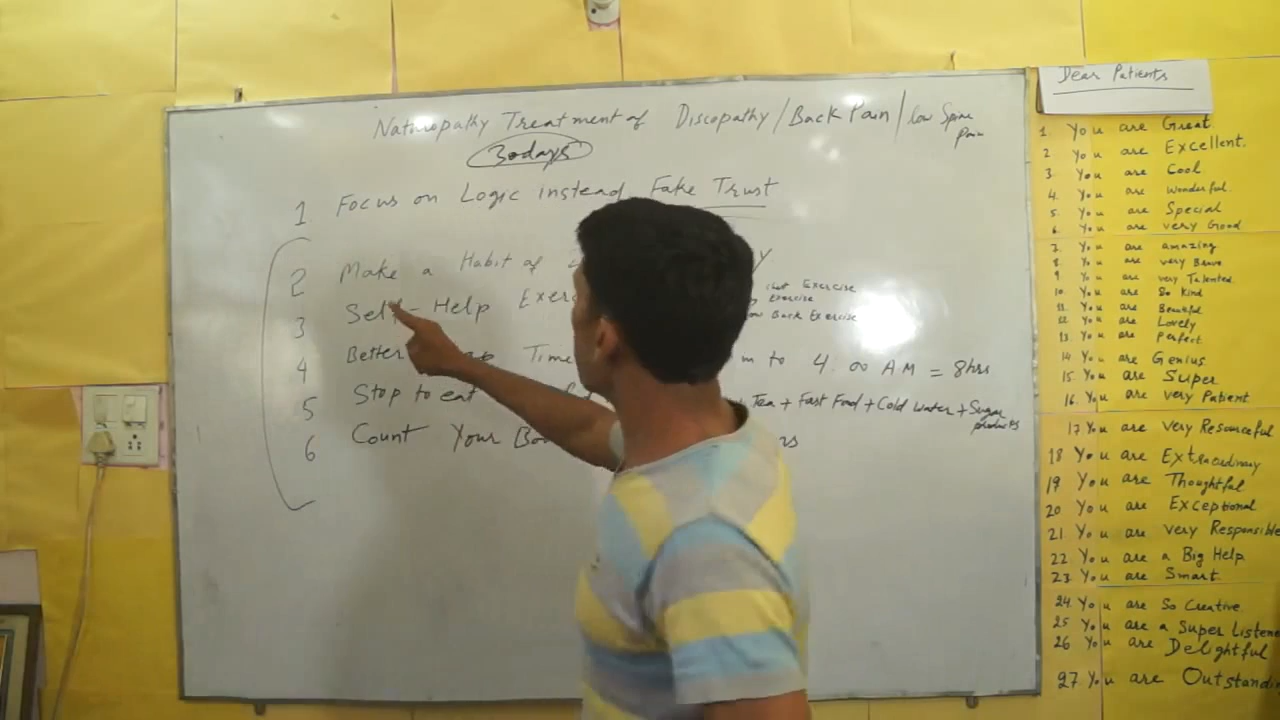 Naturopathy Treatment of Discopathy/Back Pain/low Spine Pain
30days
1 Focus on Logic instead Fake Trust
2 Make a Habit of
3 Self-Help Exer
Exercise
Exercise
Back Exercise
4 Better Time m to 4.00 AM = 8hrs
5 Stop to eat Tea + Fast Food + Cold Water + Sugar products
6 Count Your Bo rs
Dear Patients
1. You are Great
2 You are Excellent.
3 You are Cool
4. You are wonderful.
5. You are Special
6. You are very Good
7. You are amazing
8. You are very Brave
9 You are very Talented
10. You are So Kind
11. You are Beautiful
12. You are Lovely
13. You are perfect.
14 You are Genius.
15. You are Super
16. You are very Patient
17 You are very Resourceful
18 You are Extraordinary
19 You are Thoughtful
20 You are Exceptional
21. You are very Responsible
22 You are a Big Help
23 You are Smart
24. You are So Creative
25 You are a Super Listene
26 You are Delightful
27 You are Outstandin